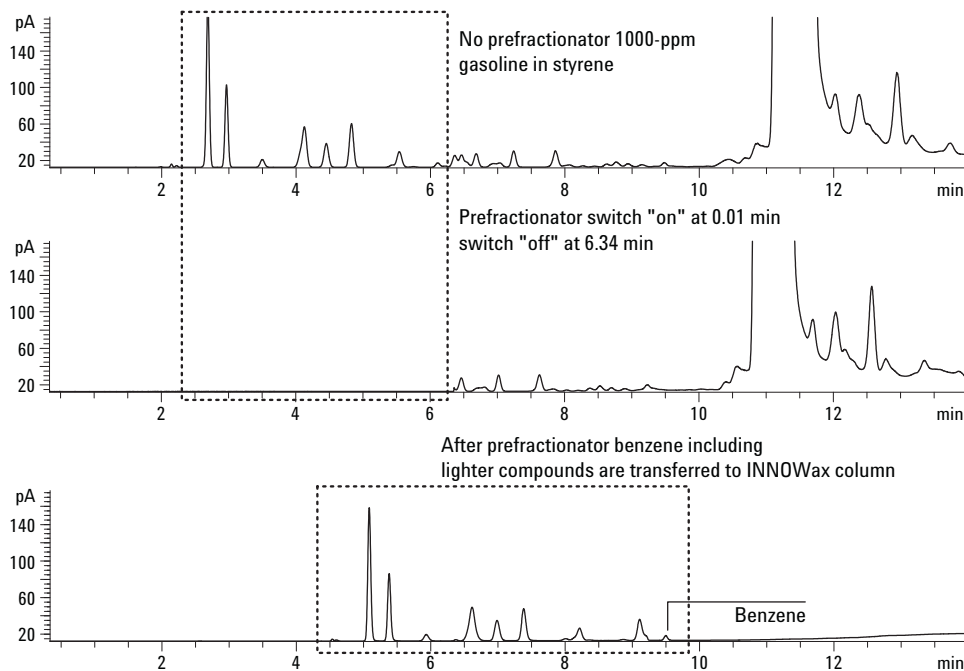 pA
140
100
60
20
No prefractionator 1000-ppm
gasoline in styrene
2 4 6 8 10 12 min
Prefractionator switch "on" at 0.01 min
switch "off" at 6.34 min
pA
140
100
60
20
2 4 6 8 10 12 min
After prefractionator benzene including
lighter compounds are transferred to INNOWax column
pA
140
100
60
20
Benzene
2 4 6 8 10 12 min